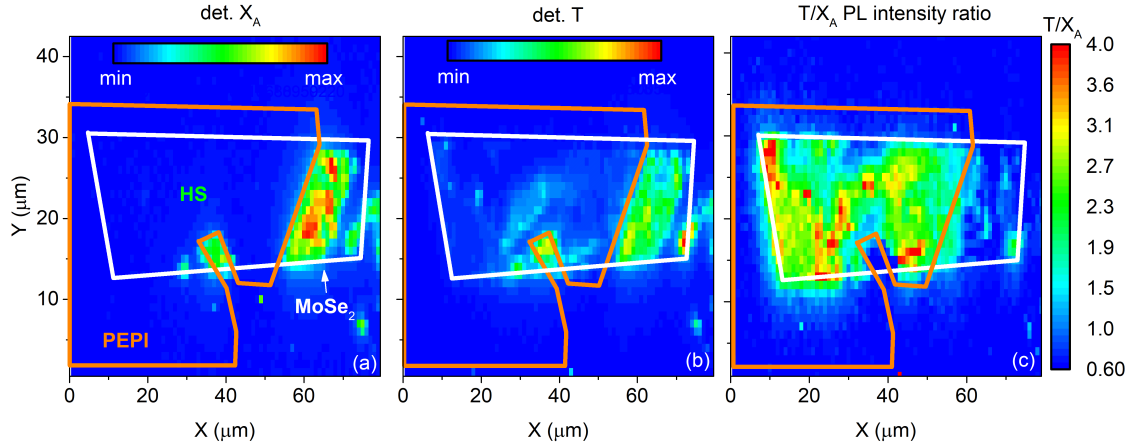 det. X_A
det. T
T/X_A PL intensity ratio
T/X_A
min max
min max
40
30
20
10
Y (μm)
HS
MoSe₂
PEPI
(a)
(b)
(c)
4.0
3.6
3.1
2.7
2.3
1.9
1.5
1.0
0.60
0 20 40 60
0 20 40 60
0 20 40 60
X (μm)
X (μm)
X (μm)